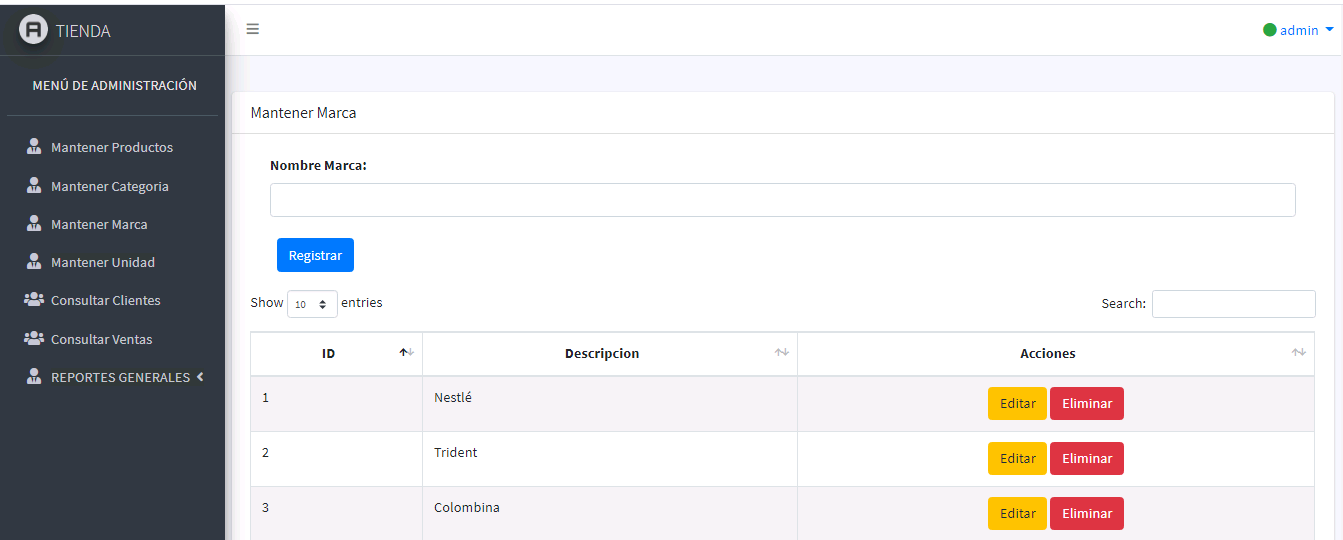 TIENDA
admin
MENÚ DE ADMINISTRACIÓN
Mantener Productos
Mantener Categoria
Mantener Marca
Mantener Unidad
Consultar Clientes
Consultar Ventas
REPORTES GENERALES
Mantener Marca
Nombre Marca:
Registrar
Show 10 entries Search:
ID Descripcion Acciones
1 Nestlé Editar Eliminar
2 Trident Editar Eliminar
3 Colombina Editar Eliminar